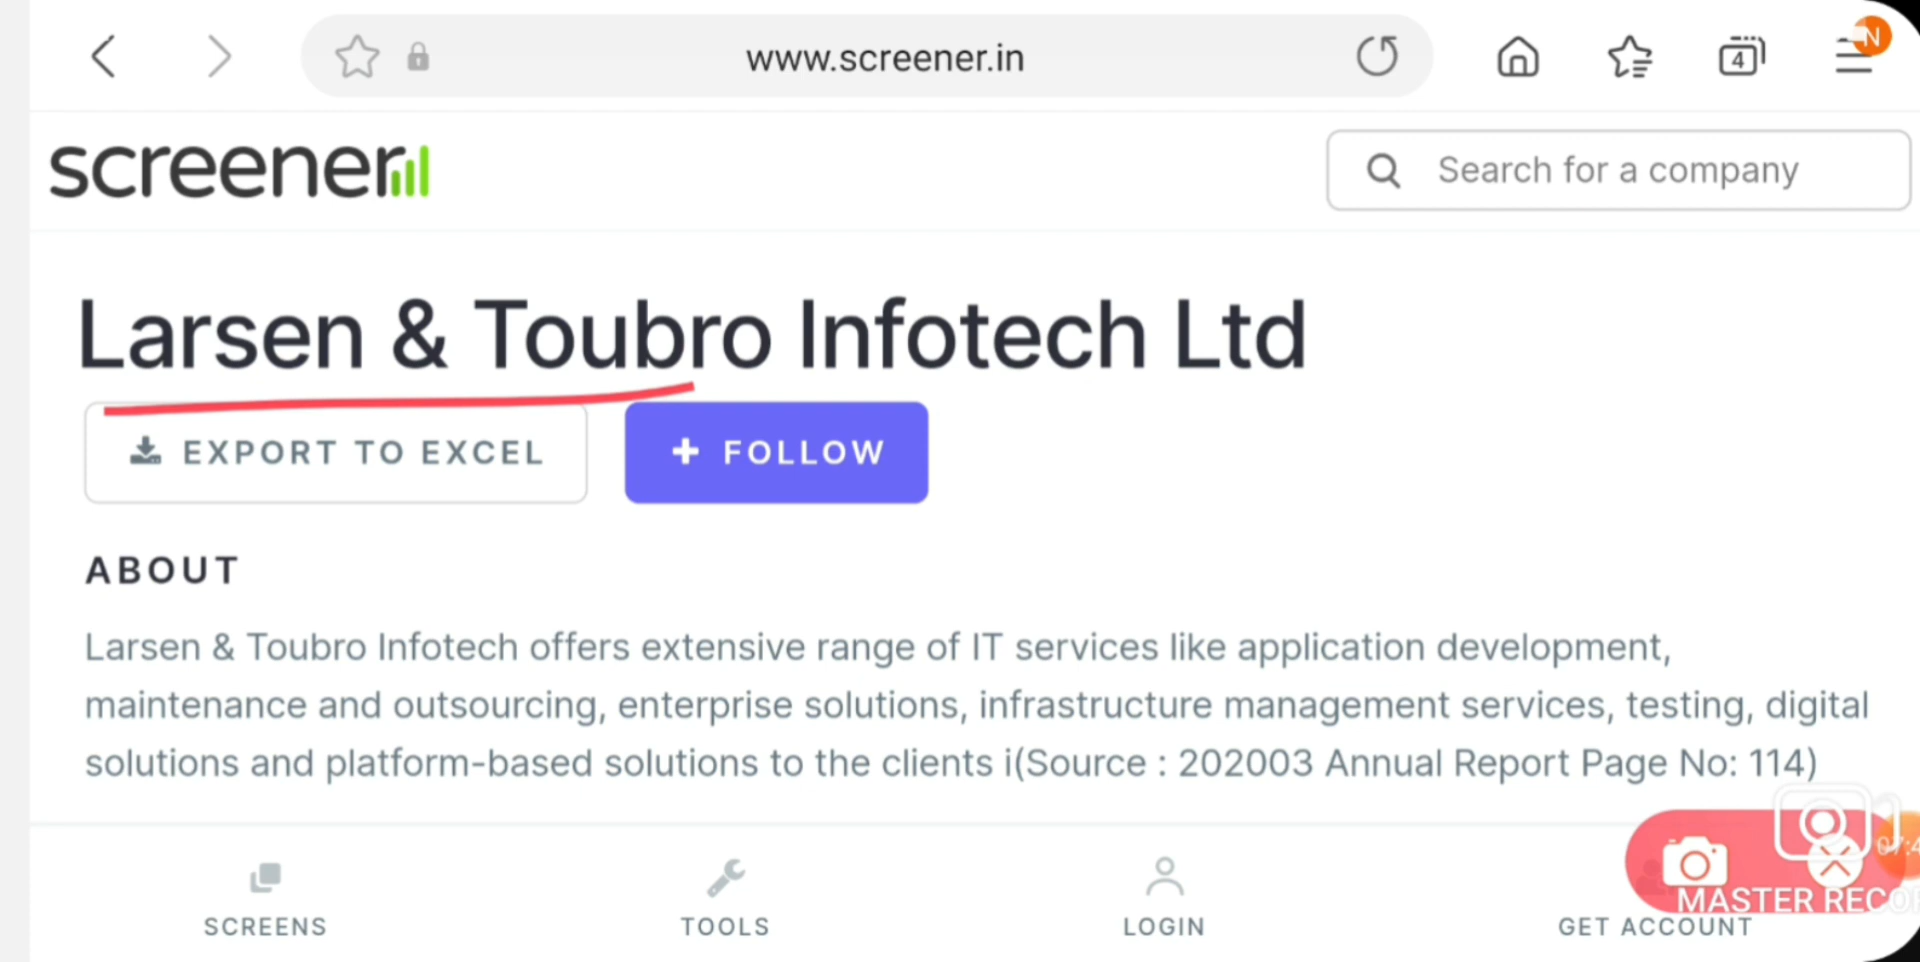 www.screener.in
4
N
screener
Search for a company
Larsen & Toubro Infotech Ltd
EXPORT TO EXCEL
+ FOLLOW
ABOUT
Larsen & Toubro Infotech offers extensive range of IT services like application development,
maintenance and outsourcing, enterprise solutions, infrastructure management services, testing, digital
solutions and platform-based solutions to the clients i(Source : 202003 Annual Report Page No: 114)
SCREENS
TOOLS
LOGIN
GET ACCOUNT
MASTER RECO